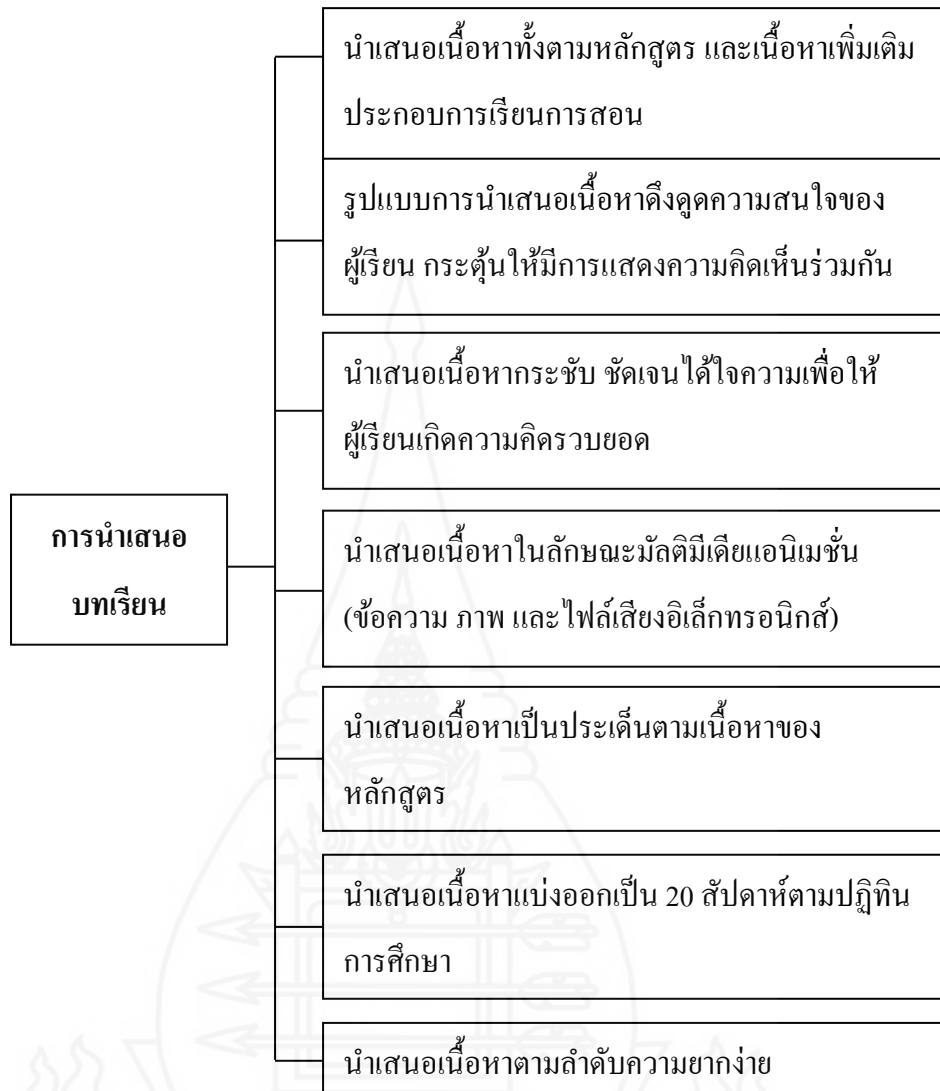 นำเสนอเนื้อหาทั้งตามหลักสูตร และเนื้อหาเพิ่มเติม
ประกอบการเรียนการสอน
รูปแบบการนำเสนอเนื้อหาดึงดูดความสนใจของ
ผู้เรียน กระตุ้นให้มีการแสดงความคิดเห็นร่วมกัน
นำเสนอเนื้อหากระชับ ชัดเจนได้ใจความเพื่อให้
ผู้เรียนเกิดความคิดรวบยอด
การนำเสนอ
บทเรียน
นำเสนอเนื้อหาในลักษณะมัลติมีเดียแอนิเมชั่น
(ข้อความ ภาพ และไฟล์เสียงอิเล็กทรอนิกส์)
นำเสนอเนื้อหาเป็นประเด็นตามเนื้อหาของ
หลักสูตร
นำเสนอเนื้อหาแบ่งออกเป็น 20 สัปดาห์ตามปฏิทิน
การศึกษา
นำเสนอเนื้อหาตามลำดับความยากง่าย